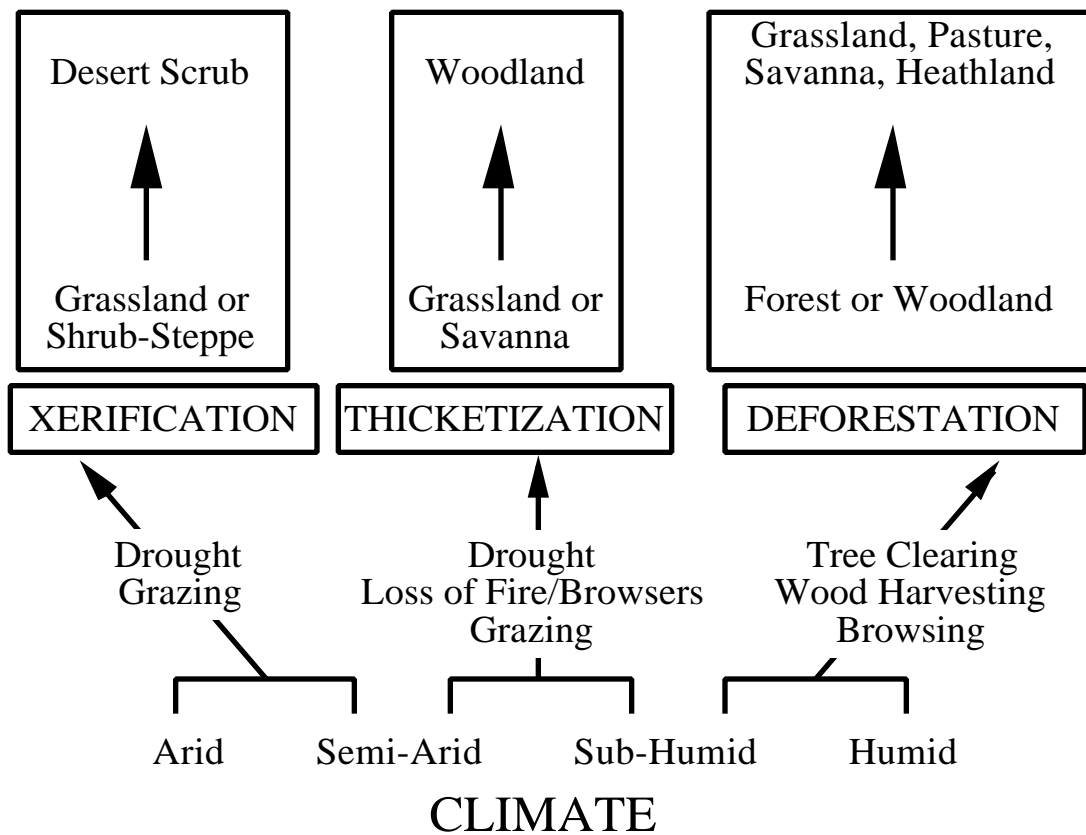 Desert Scrub
Woodland
Grassland, Pasture,
Savanna, Heathland
Grassland or
Shrub-Steppe
Grassland or
Savanna
Forest or Woodland
XERIFICATION
THICKETIZATION
DEFORESTATION
Drought
Grazing
Drought
Loss of Fire/Browsers
Grazing
Tree Clearing
Wood Harvesting
Browsing
Arid
Semi-Arid
Sub-Humid
Humid
CLIMATE